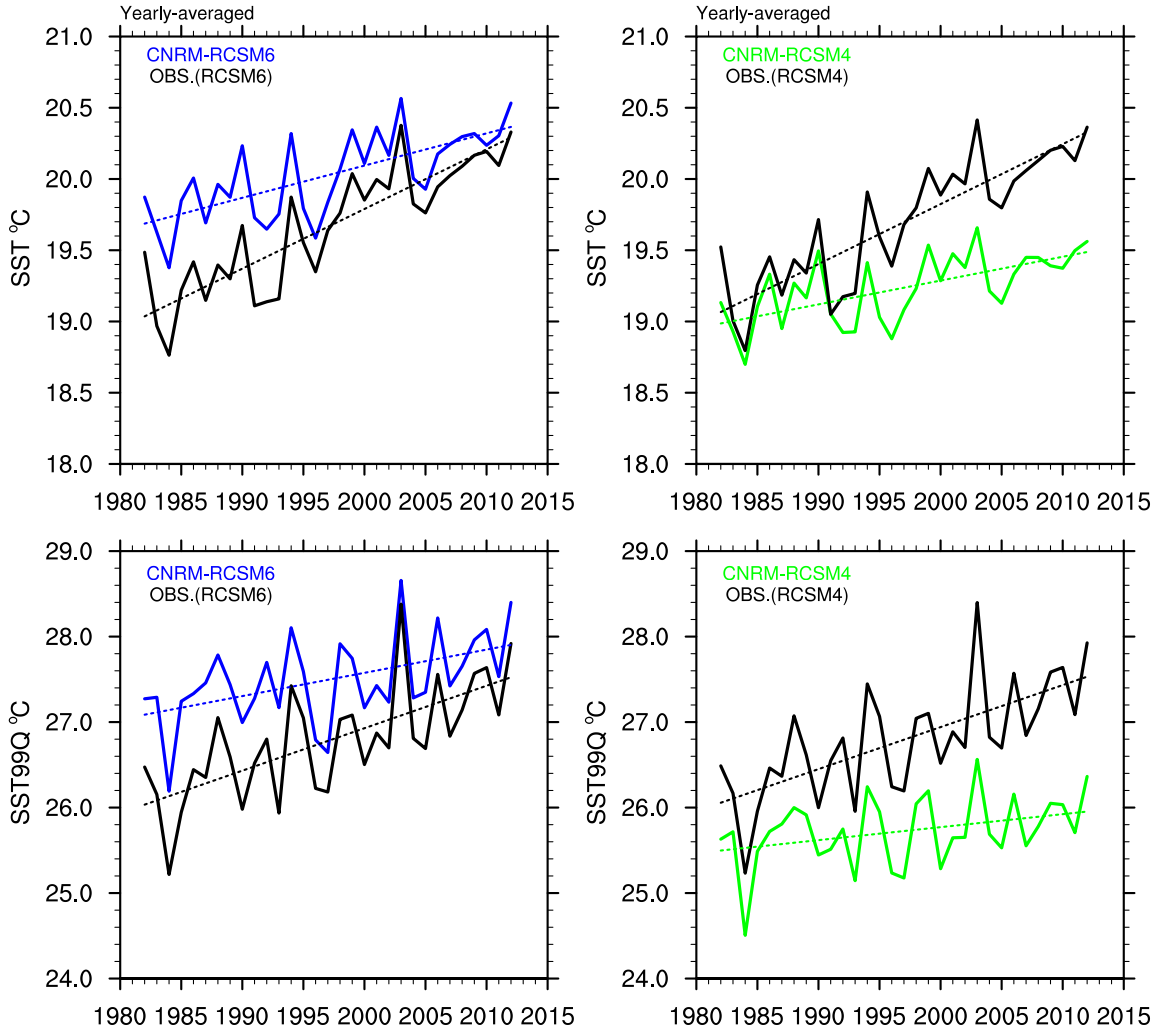 Yearly-averaged
21.0
20.5
20.0
19.5
19.0
18.5
18.0
SST °C
CNRM-RCSM6
OBS.(RCSM6)
1980 1985 1990 1995 2000 2005 2010 2015
Yearly-averaged
21.0
20.5
20.0
19.5
19.0
18.5
18.0
SST °C
CNRM-RCSM4
OBS.(RCSM4)
1980 1985 1990 1995 2000 2005 2010 2015
29.0
28.0
27.0
26.0
25.0
24.0
SST99Q °C
CNRM-RCSM6
OBS.(RCSM6)
1980 1985 1990 1995 2000 2005 2010 2015
29.0
28.0
27.0
26.0
25.0
24.0
SST99Q °C
CNRM-RCSM4
OBS.(RCSM4)
1980 1985 1990 1995 2000 2005 2010 2015